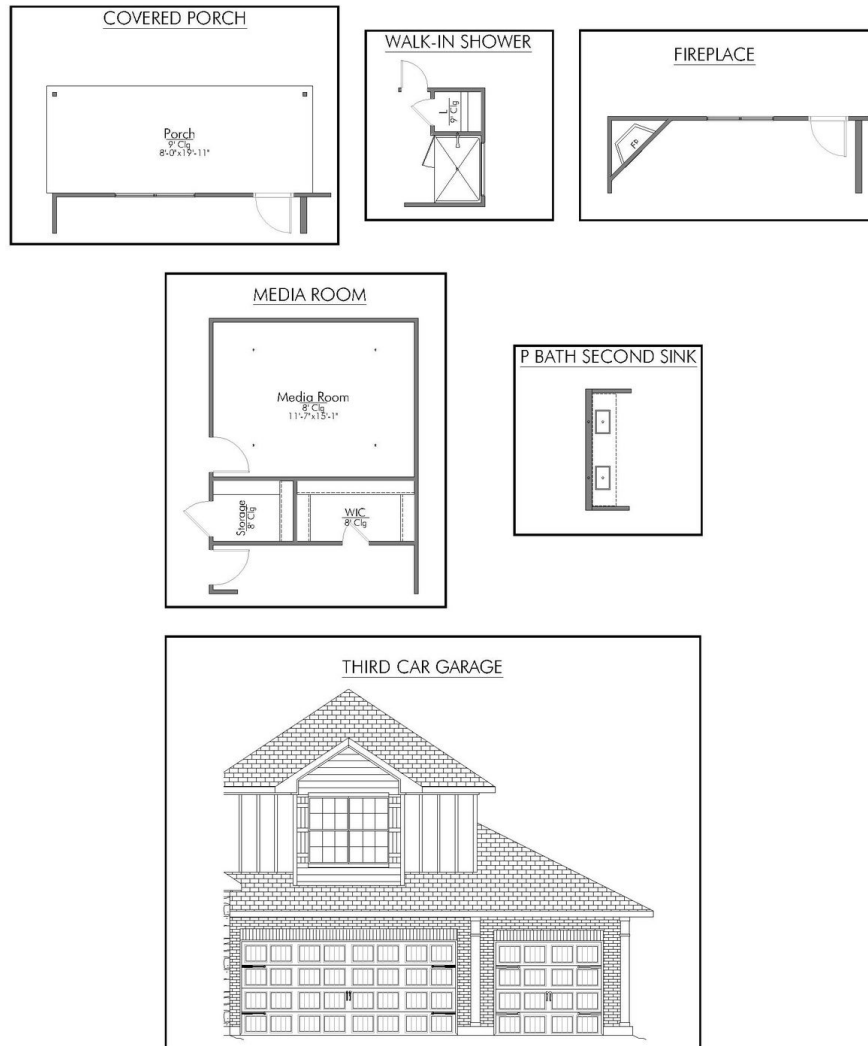 COVERED PORCH
Porch
9' Clg
8'-0"x19'-11"
WALK-IN SHOWER
L
9' Clg
FIREPLACE
FP
MEDIA ROOM
Media Room
8' Clg
11'-7"x15'-1"
Storage
8' Clg
WIC
8' Clg
P BATH SECOND SINK
THIRD CAR GARAGE